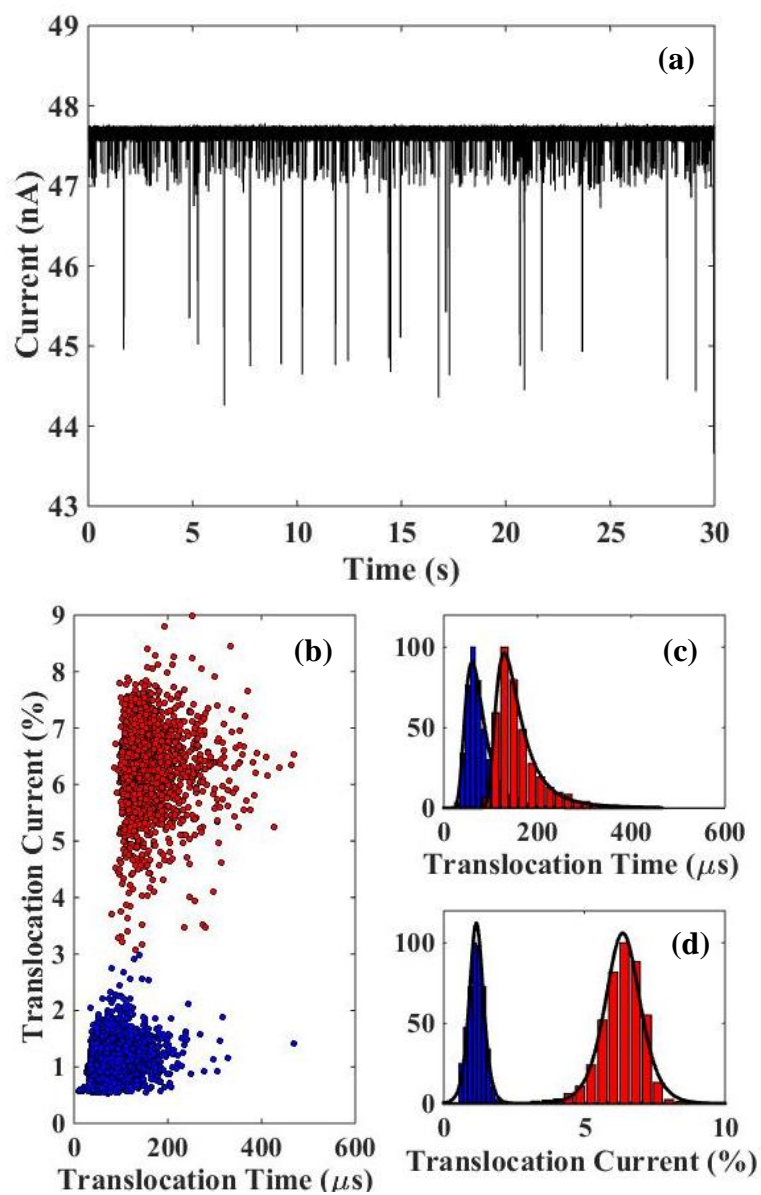 (a)
49
48
47
46
45
44
43
Current (nA)
0 5 10 15 20 25 30
Time (s)
(b)
9
8
7
6
5
4
3
2
1
0
Translocation Current (%)
0 200 400 600
Translocation Time (μs)
(c)
100
50
0
0 200 400 600
Translocation Time (μs)
(d)
100
50
0
0 5 10
Translocation Current (%)